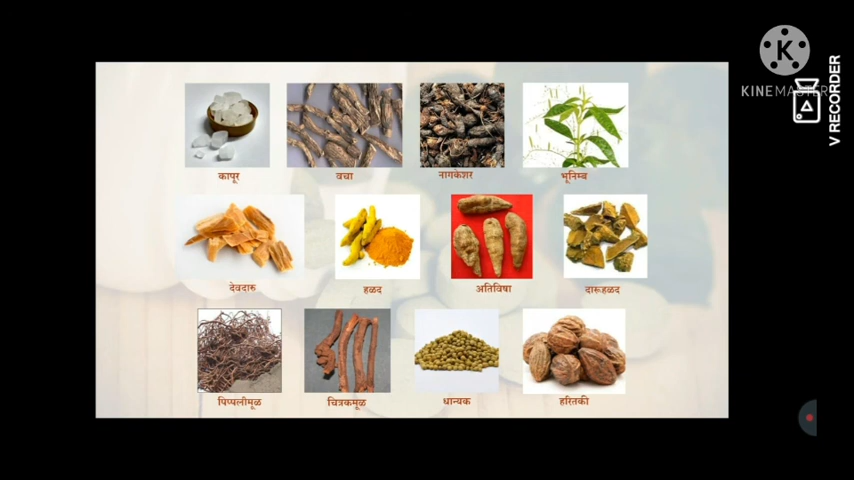 KINEMASTER
V RECORDER
कापूर
वचा
नागकेशर
भूनिम्ब
देवदारु
हळद
अतिविषा
दारूहळद
पिप्पलीमूळ
चित्रकमूळ
धान्यक
हरितकी